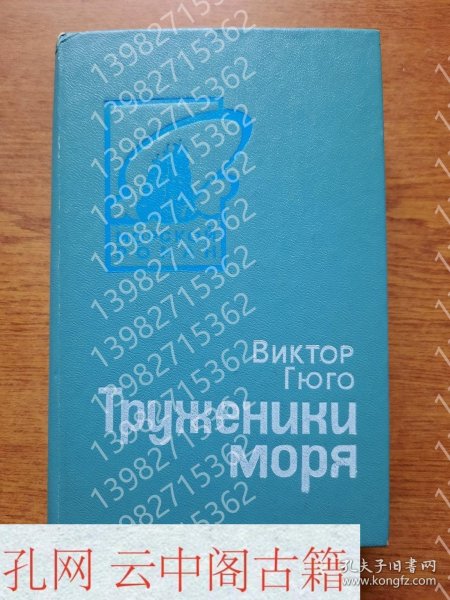 ВИКТОР
ГЮГО
Труженики
моря
13982715362
孔网 云中阁古籍
孔夫子旧书网
www.kongfz.com